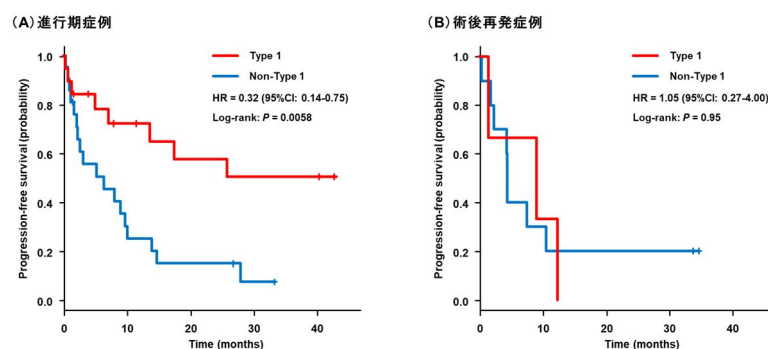 (A)進行期症例
1.0
0.8
0.6
0.4
0.2
0.0
Progression-free survival (probability)
Type 1
Non-Type 1
HR = 0.32 (95%CI: 0.14-0.75)
Log-rank: P = 0.0058
0 10 20 30 40
Time (months)
(B)術後再発症例
1.0
0.8
0.6
0.4
0.2
0.0
Progression-free survival (probability)
Type 1
Non-Type 1
HR = 1.05 (95%CI: 0.27-4.00)
Log-rank: P = 0.95
0 10 20 30 40
Time (months)